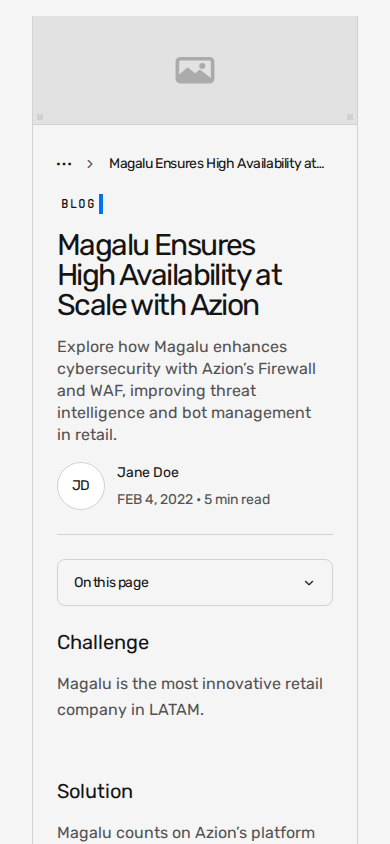 ... > Magalu Ensures High Availability at...
BLOG
Magalu Ensures
High Availability at
Scale with Azion
Explore how Magalu enhances
cybersecurity with Azion's Firewall
and WAF, improving threat
intelligence and bot management
in retail.
JD
Jane Doe
FEB 4, 2022 • 5 min read
On this page
Challenge
Magalu is the most innovative retail
company in LATAM.
Solution
Magalu counts on Azion's platform